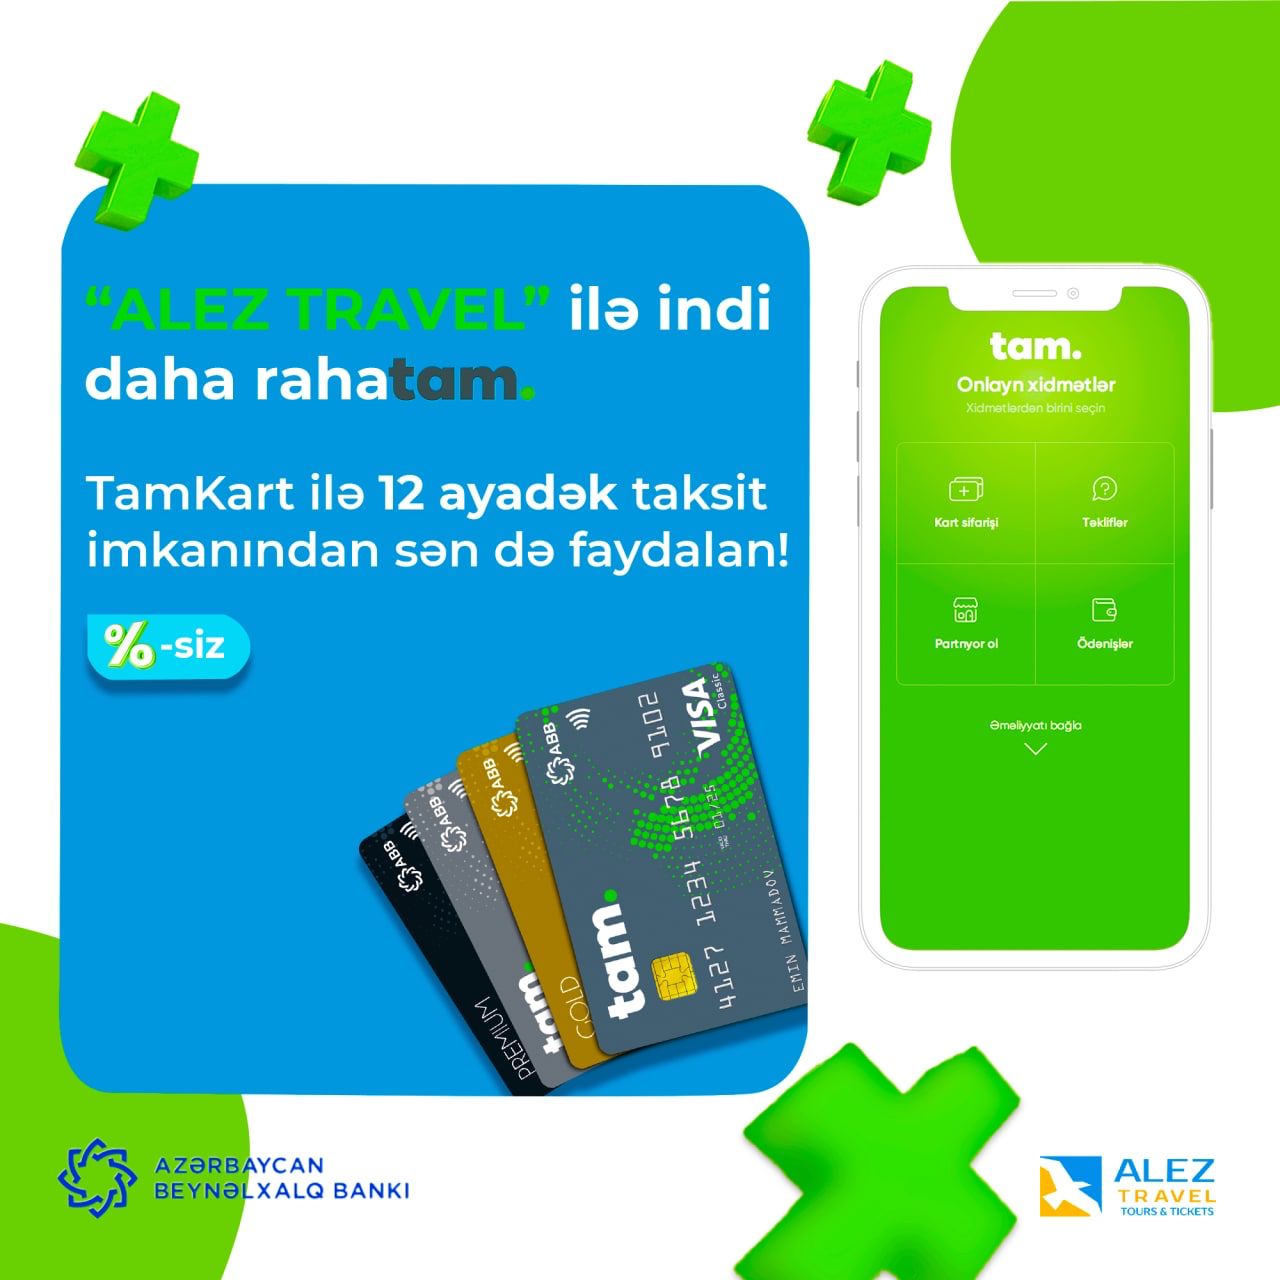 “ALEZ TRAVEL” ilə indi
daha rahatam.
TamKart ilə 12 ayadək taksit
imkanından sən də faydalan!
%-siz
tam.
Onlayn xidmətlər
Xidmətlərdən birini seçin
Kart sifarişi
Təkliflər
Partnyor ol
Ödənişlər
Əməliyyatı bağla
ABB
PREMIUM
ABB
tam.
ABB
GOLD
ABB
tam.
4127 1234 5678 9102
01/25
EMIN MAMMADOV
VISA
Classic
AZƏRBAYCAN
BEYNƏLXALQ BANKI
ALEZ
TRAVEL
TOURS & TICKETS